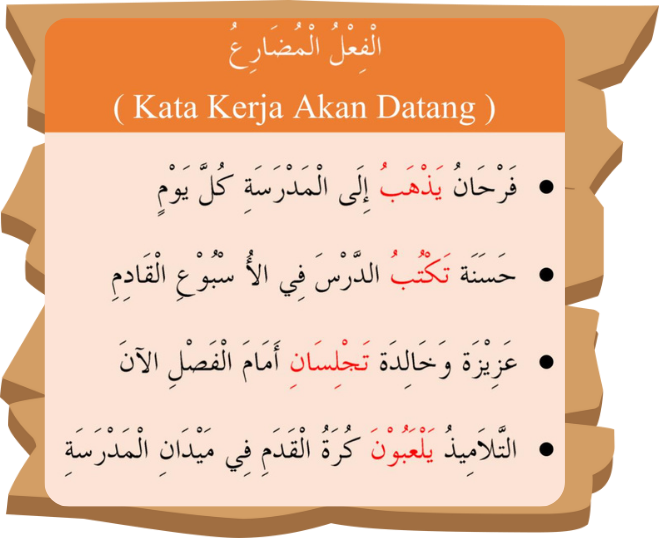 الْفِعْلُ الْمُضَارِعُ
( Kata Kerja Akan Datang )
فَرْحَانُ يَذْهَبُ إِلَى الْمَدْرَسَةِ كُلَّ يَوْمٍ
حَسَنَة تَكْتُبُ الدَّرْسَ فِي الأُ سْبُوْعِ الْقَادِمِ
عَزِيْزَة وَخَالِدَة تَجْلِسَانِ أَمَامَ الْفَصْلِ الآنَ
التَّلاَمِيذُ يَلْعَبُوْنَ كُرَةُ الْقَدَمِ فِي مَيْدَانِ الْمَدْرَسَةِ